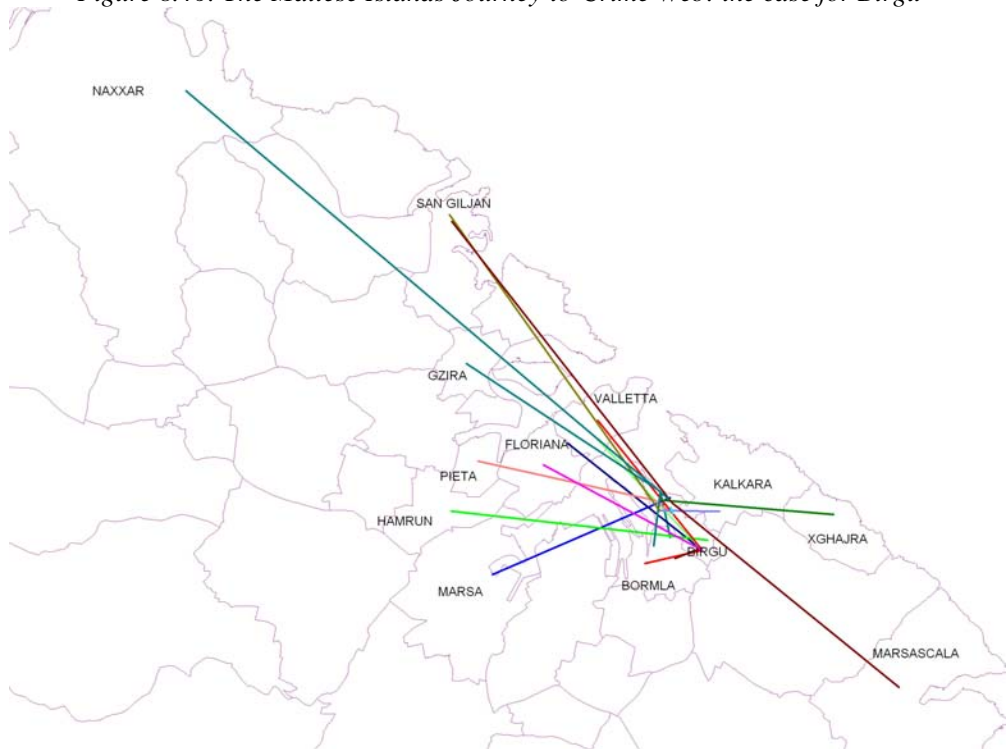 Figure The Maltese Islands Journey-to-Crime Web: the case for Birgu
NAXXAR
SAN GILJAN
GZIRA
VALLETTA
FLORIANA
PIETA
KALKARA
HAMRUN
XGHAJRA
BIRGU
BORMLA
MARSA
MARSASCALA